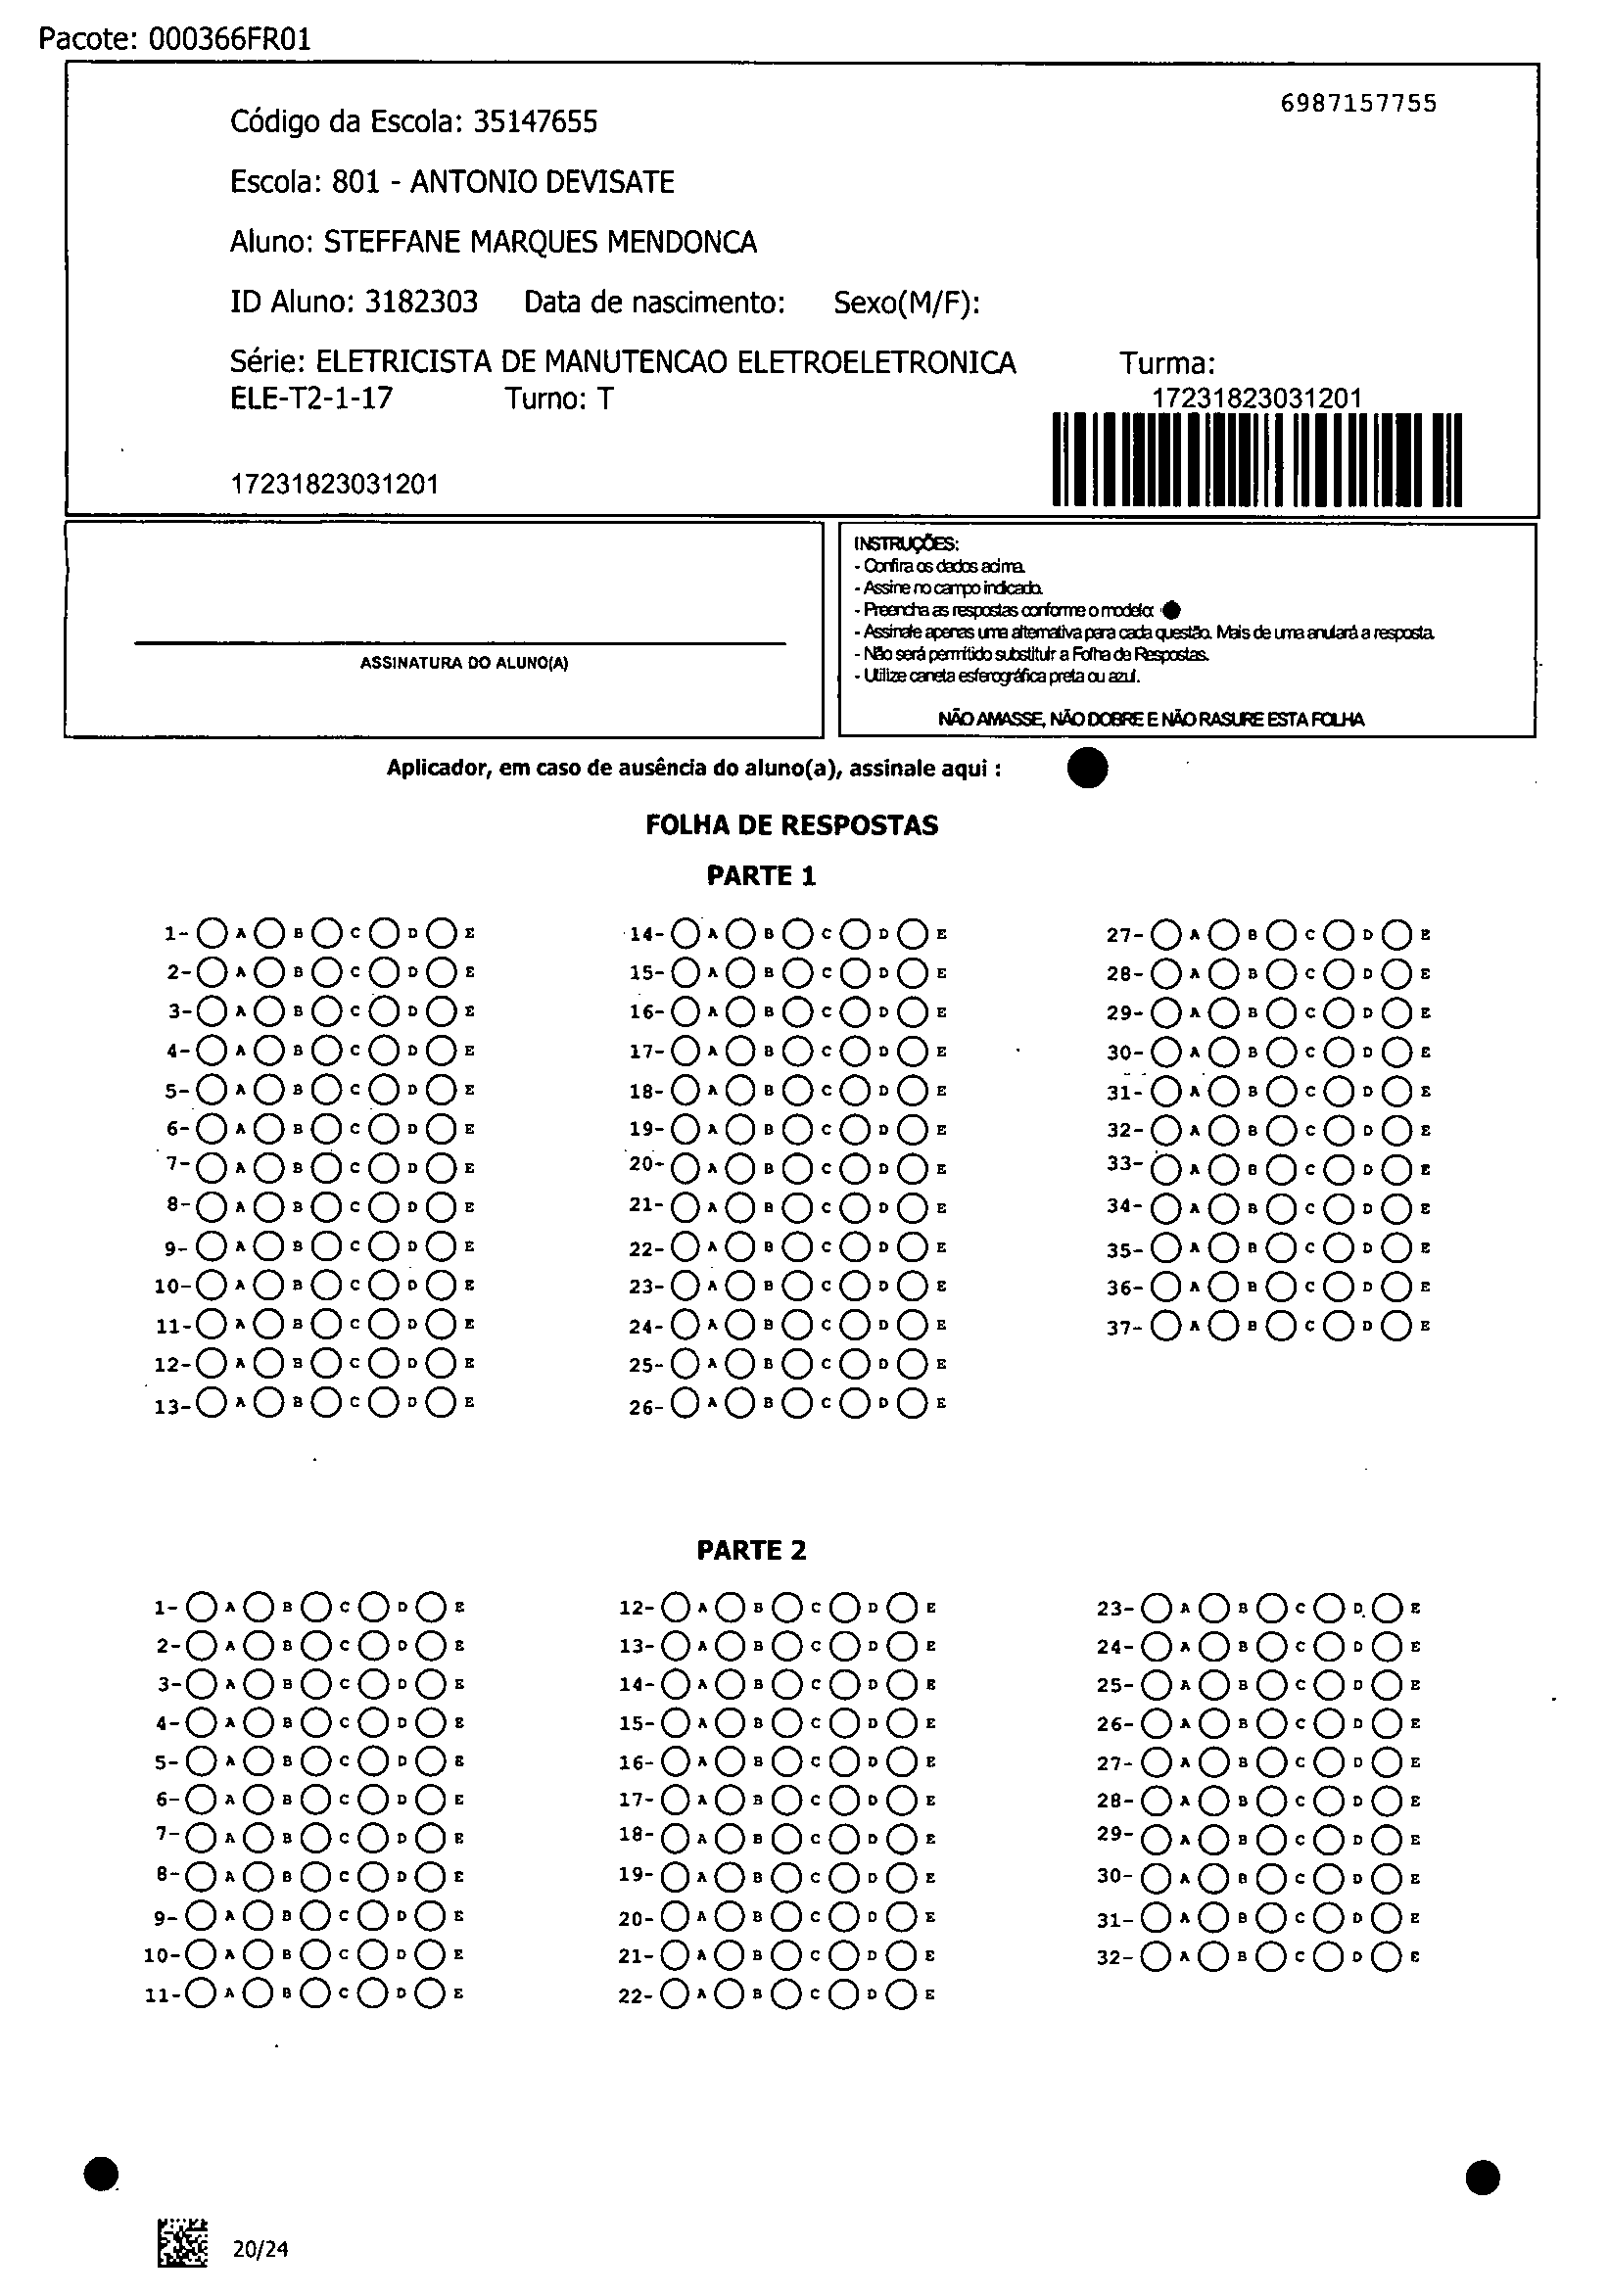 Pacote: 000366FR01
6987157755
Código da Escola: 35147655
Escola: 801 - ANTONIO DEVISATE
Aluno: STEFFANE MARQUES MENDONCA
ID Aluno: 3182303 Data de nascimento: Sexo(M/F):
Série: ELETRICISTA DE MANUTENCAO ELETROELETRONICA Turma:
ELE-T2-1-17 Turno: T
17231823031201
17231823031201
ASSINATURA DO ALUNO(A)
INSTRUÇÕES:
- Confira os dados acima.
- Assine no campo indicado.
- Preencha as respostas conforme o modelo:
- Assinale apenas uma alternativa para cada questão. Mais de uma anulará a resposta.
- Não será permitido substituir a Folha de Respostas.
- Utilize caneta esferográfica preta ou azul.
NÃO AMASSE, NÃO DOBRE E NÃO RASURE ESTA FOLHA
Aplicador, em caso de ausência do aluno(a), assinale aqui :
FOLHA DE RESPOSTAS
PARTE 1
1- A B C D E 14- A B C D E 27- A B C D E
2- A B C D E 15- A B C D E 28- A B C D E
3- A B C D E 16- A B C D E 29- A B C D E
4- A B C D E 17- A B C D E 30- A B C D E
5- A B C D E 18- A B C D E 31- A B C D E
6- A B C D E 19- A B C D E 32- A B C D E
7- A B C D E 20- A B C D E 33- A B C D E
8- A B C D E 21- A B C D E 34- A B C D E
9- A B C D E 22- A B C D E 35- A B C D E
10- A B C D E 23- A B C D E 36- A B C D E
11- A B C D E 24- A B C D E 37- A B C D E
12- A B C D E 25- A B C D E
13- A B C D E 26- A B C D E
PARTE 2
1- A B C D E 12- A B C D E 23- A B C D E
2- A B C D E 13- A B C D E 24- A B C D E
3- A B C D E 14- A B C D E 25- A B C D E
4- A B C D E 15- A B C D E 26- A B C D E
5- A B C D E 16- A B C D E 27- A B C D E
6- A B C D E 17- A B C D E 28- A B C D E
7- A B C D E 18- A B C D E 29- A B C D E
8- A B C D E 19- A B C D E 30- A B C D E
9- A B C D E 20- A B C D E 31- A B C D E
10- A B C D E 21- A B C D E 32- A B C D E
11- A B C D E 22- A B C D E
20/24